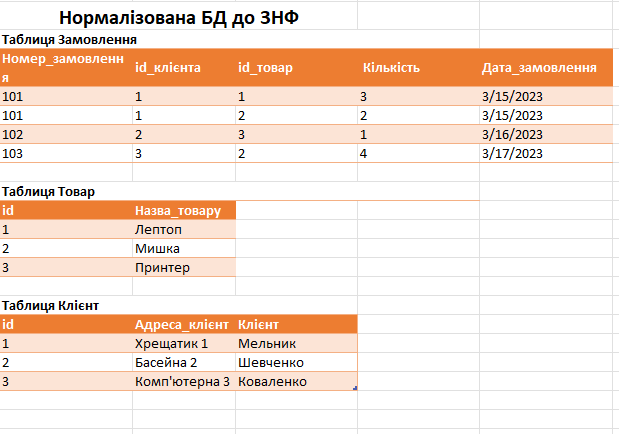 Нормалізована БД до 3НФ
Таблиця Замовлення
Номер_замовленн
я id_клієнта id_товар Кількість Дата_замовлення
101 1 1 3 3/15/2023
101 1 2 2 3/15/2023
102 2 3 1 3/16/2023
103 3 2 4 3/17/2023
Таблиця Товар
id Назва_товару
1 Лептоп
2 Мишка
3 Принтер
Таблиця Клієнт
id Адреса_клієнт Клієнт
1 Хрещатик 1 Мельник
2 Басейна 2 Шевченко
3 Комп'ютерна 3 Коваленко